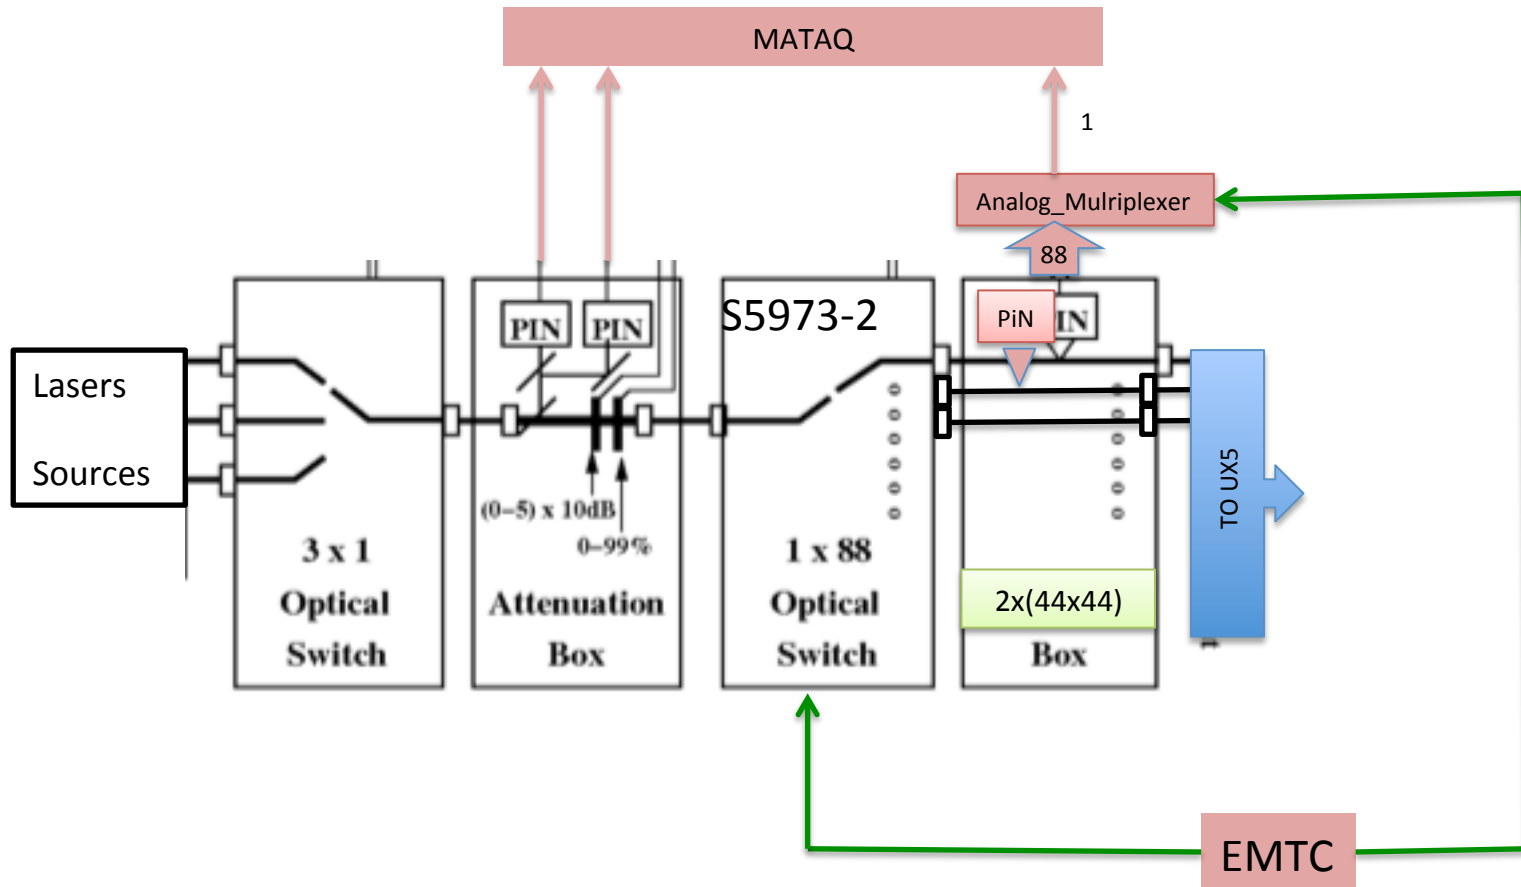 MATAQ
1
Analog_Mulriplexer
88
PIN
PIN
S5973-2
PiN
IN
Lasers
Sources
TO UX5
(0–5) x 10dB
0–99%
3 x 1
Optical
Switch
Attenuation
Box
1 x 88
Optical
Switch
2x(44x44)
Box
EMTC